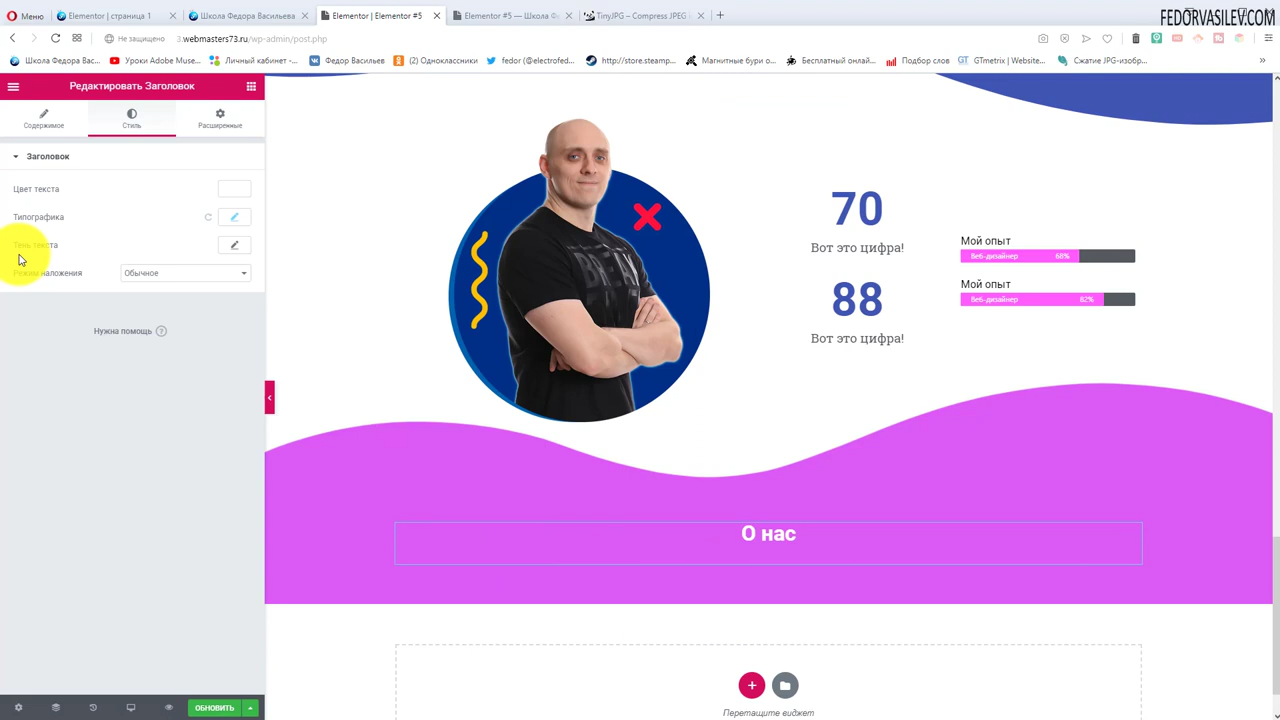 Меню
Elementor | страница 1
Школа Федора Васильева
Elementor | Elementor #5
Elementor #5 — Школа Ф
TinyJPG – Compress JPEG i
FEDORVASILEV.COM
Не защищено
3.webmasters73.ru/wp-admin/post.php
Школа Федора Вас...
Уроки Adobe Muse...
Личный кабинет -...
Федор Васильев
(2) Одноклассники
fedor (@electrofed...
http://store.steamp...
Магнитные бури о...
Бесплатный онлай...
Подбор слов
GTmetrix | Website...
Сжатие JPG-изобр...
Редактировать Заголовок
Содержимое
Стиль
Расширенные
Заголовок
Цвет текста
Типографика
Тень текста
Режим наложения
Обычное
Нужна помощь
ОБНОВИТЬ
70
Вот это цифра!
88
Вот это цифра!
Мой опыт
Веб-дизайнер 68%
Мой опыт
Веб-дизайнер 82%
О нас
Перетащите виджет